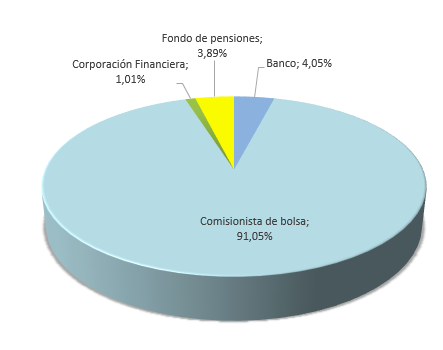 Fondo de pensiones;
3,89%
Corporación Financiera;
1,01%
Banco; 4,05%
Comisionista de bolsa;
91,05%